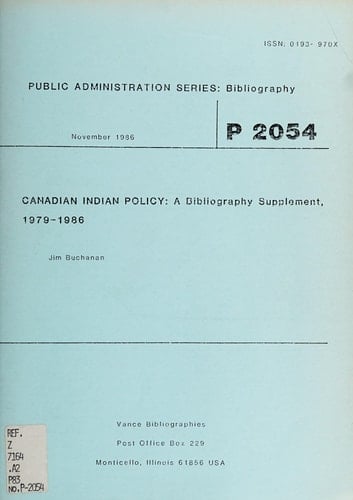 ISSN: 0193-970X
PUBLIC ADMINISTRATION SERIES: Bibliography
November 1986
P 2054
CANADIAN INDIAN POLICY: A Bibliography Supplement,
1979-1986
Jim Buchanan
REF.
Z
7164
.A2
P83
NO.P-2054
Vance Bibliographies
Post Office Box 229
Monticello, Illinois 61856 USA